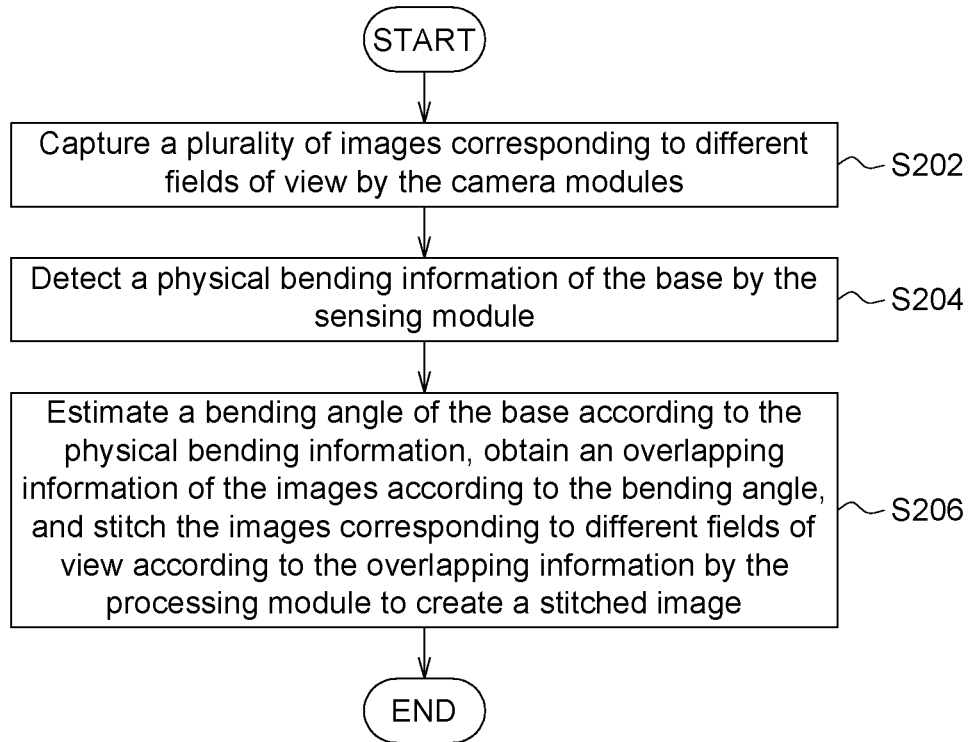 START
Capture a plurality of images corresponding to different
fields of view by the camera modules
S202
Detect a physical bending information of the base by the
sensing module
S204
Estimate a bending angle of the base according to the
physical bending information, obtain an overlapping
information of the images according to the bending angle,
and stitch the images corresponding to different fields of
view according to the overlapping information by the
processing module to create a stitched image
S206
END